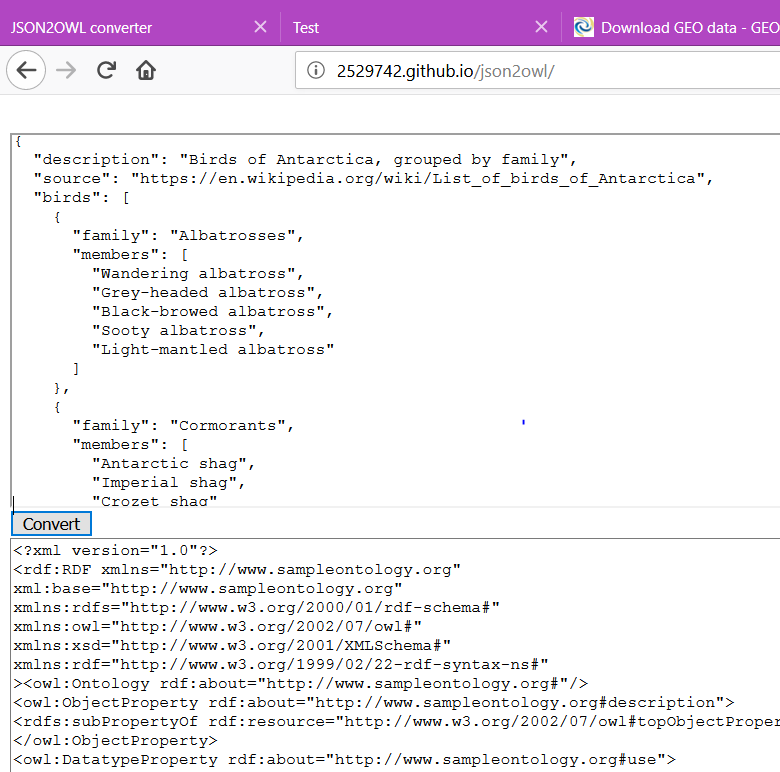 JSON2OWL converter
Test
Download GEO data - GEO
2529742.github.io/json2owl/
{
"description": "Birds of Antarctica, grouped by family",
"source": "https://en.wikipedia.org/wiki/List_of_birds_of_Antarctica",
"birds": [
{
"family": "Albatrosses",
"members": [
"Wandering albatross",
"Grey-headed albatross",
"Black-browed albatross",
"Sooty albatross",
"Light-mantled albatross"
]
},
{
"family": "Cormorants",
"members": [
"Antarctic shag",
"Imperial shag",
"Crozet shag"
Convert
<?xml version="1.0"?>
<rdf:RDF xmlns="http://www.sampleontology.org"
xml:base="http://www.sampleontology.org"
xmlns:rdfs="http://www.w3.org/2000/01/rdf-schema#"
xmlns:owl="http://www.w3.org/2002/07/owl#"
xmlns:xsd="http://www.w3.org/2001/XMLSchema#"
xmlns:rdf="http://www.w3.org/1999/02/22-rdf-syntax-ns#"
><owl:Ontology rdf:about="http://www.sampleontology.org#"/>
<owl:ObjectProperty rdf:about="http://www.sampleontology.org#description">
<rdfs:subPropertyOf rdf:resource="http://www.w3.org/2002/07/owl#topObjectProper
</owl:ObjectProperty>
<owl:DatatypeProperty rdf:about="http://www.sampleontology.org#use">